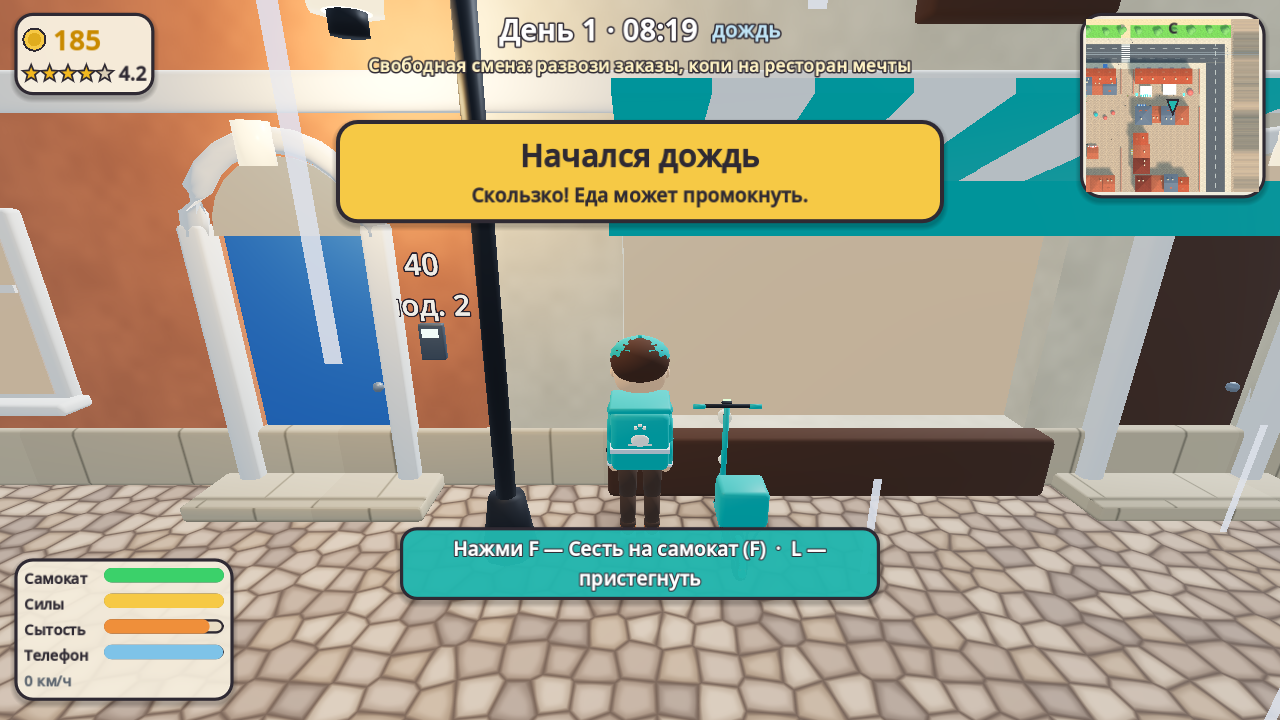 185
4.2
День 1 · 08:19 дождь
Свободная смена: развози заказы, копи на ресторан мечты
С
Начался дождь
Скользко! Еда может промокнуть.
40
под. 2
Нажми F — Сесть на самокат (F) · L —
пристегнуть
Самокат
Силы
Сытость
Телефон
0 км/ч